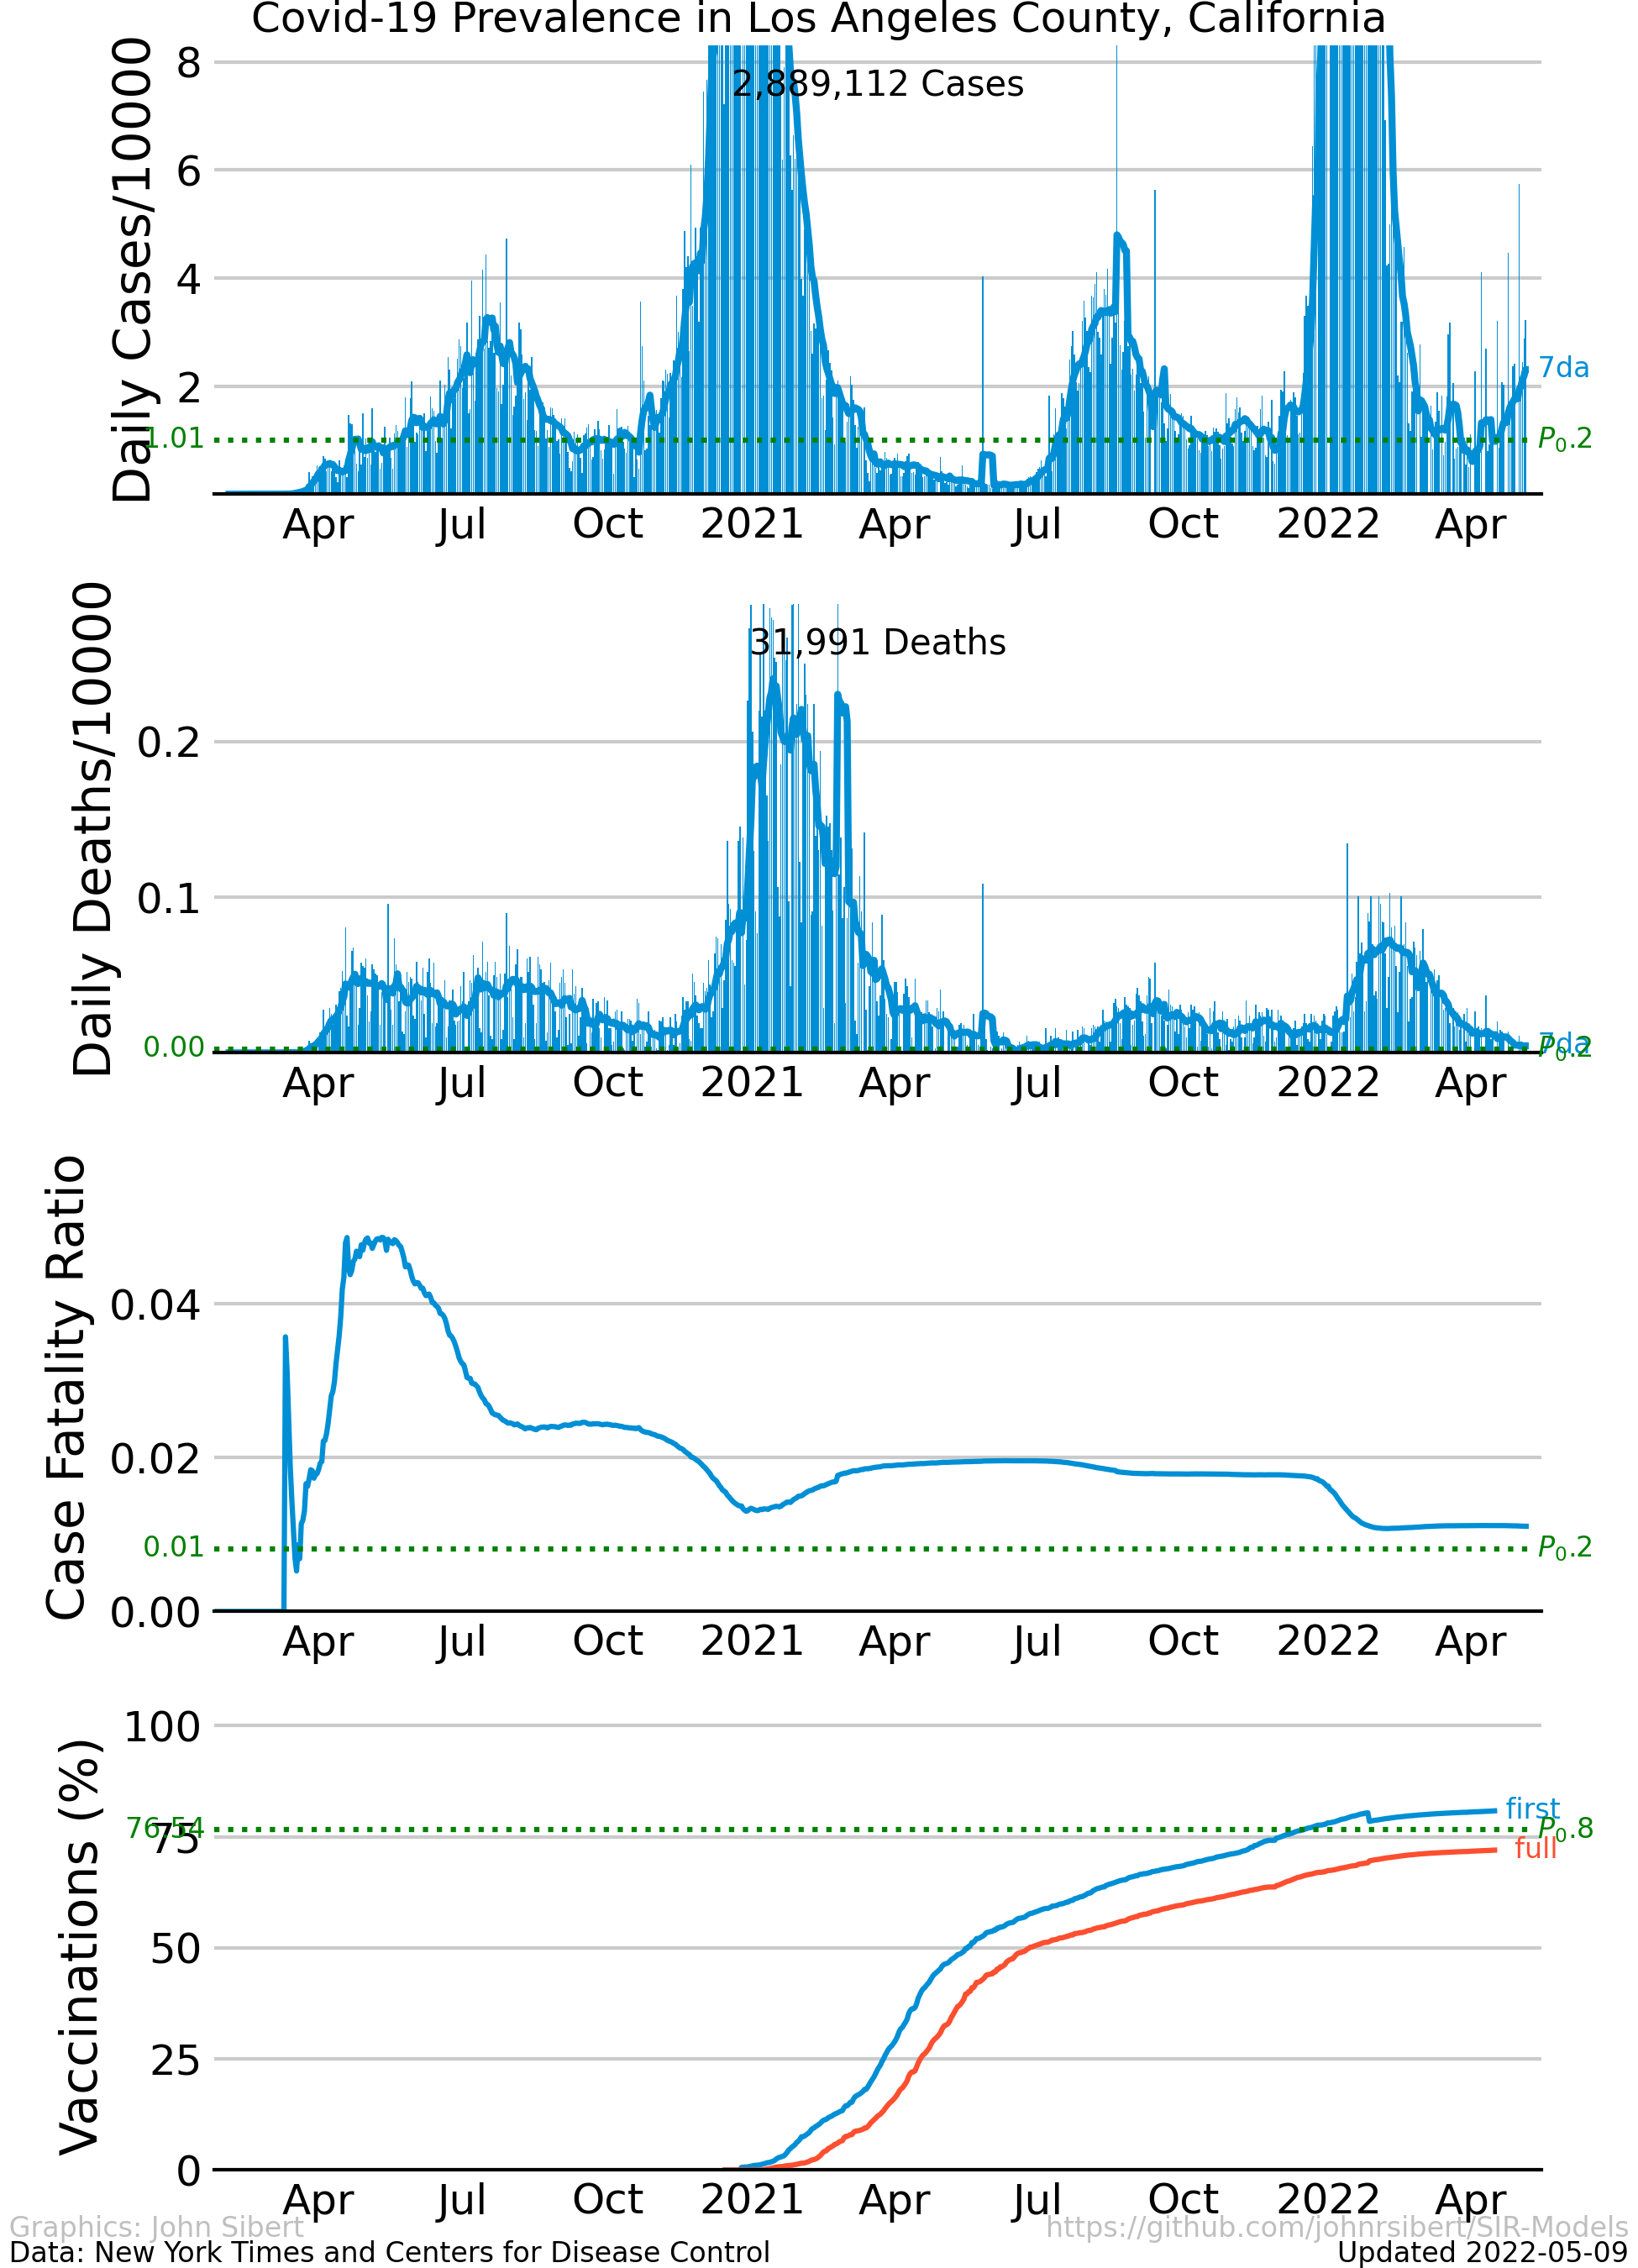 Covid-19 Prevalence in Los Angeles County, California
Daily Cases/10000
8
6
4
2
1.01
2,889,112 Cases
7da
P0.2
Apr Jul Oct 2021 Apr Jul Oct 2022 Apr
Daily Deaths/10000
0.2
0.1
0.00
31,991 Deaths
7da
P0.2
Apr Jul Oct 2021 Apr Jul Oct 2022 Apr
Case Fatality Ratio
0.04
0.02
0.01
0.00
P0.2
Apr Jul Oct 2021 Apr Jul Oct 2022 Apr
Vaccinations (%)
100
76.54
75
50
25
0
first
P0.8
full
Apr Jul Oct 2021 Apr Jul Oct 2022 Apr
Graphics: John Sibert https://github.com/johnrsibert/SIR-Models
Data: New York Times and Centers for Disease Control Updated 2022-05-09